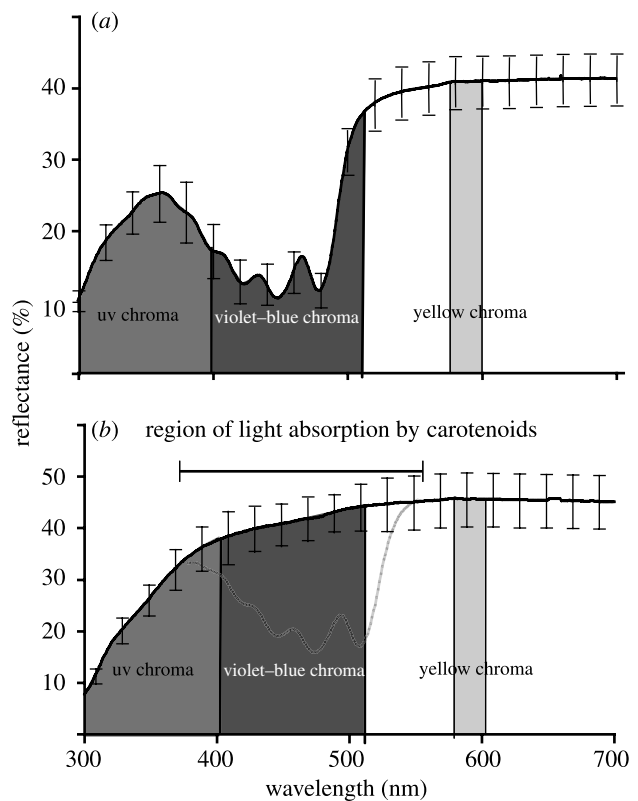 (a)
40
30
20
10
uv chroma
violet–blue chroma
yellow chroma
reflectance (%)
(b) region of light absorption by carotenoids
50
40
30
20
10
uv chroma
violet–blue chroma
yellow chroma
300 400 500 600 700
wavelength (nm)